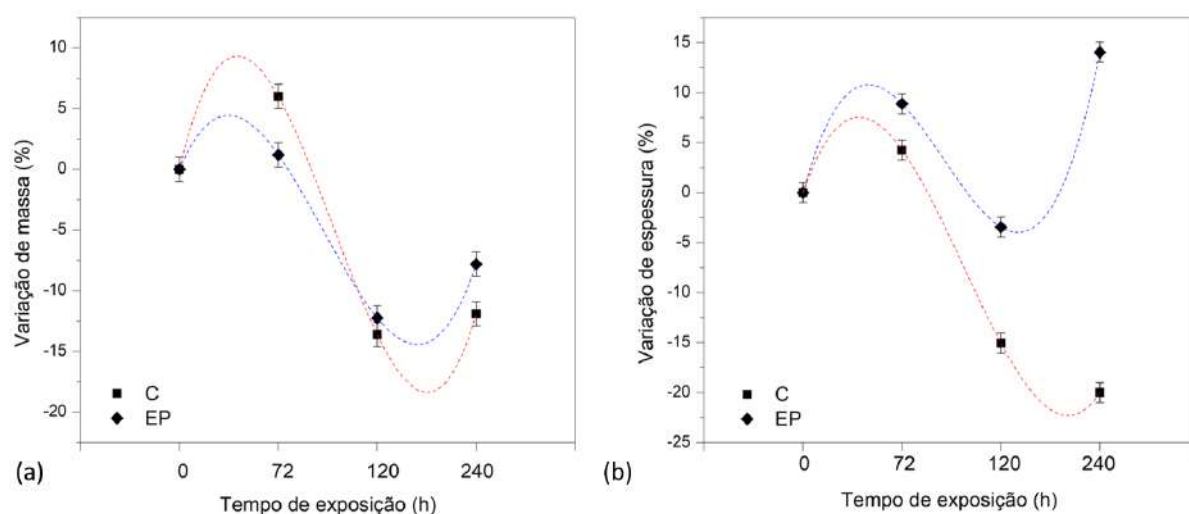 Variação de massa (%)
10
5
0
-5
-10
-15
-20
C
EP
0 72 120 240
Tempo de exposição (h)
(a)
Variação de espessura (%)
15
10
5
0
-5
-10
-15
-20
-25
C
EP
0 72 120 240
Tempo de exposição (h)
(b)